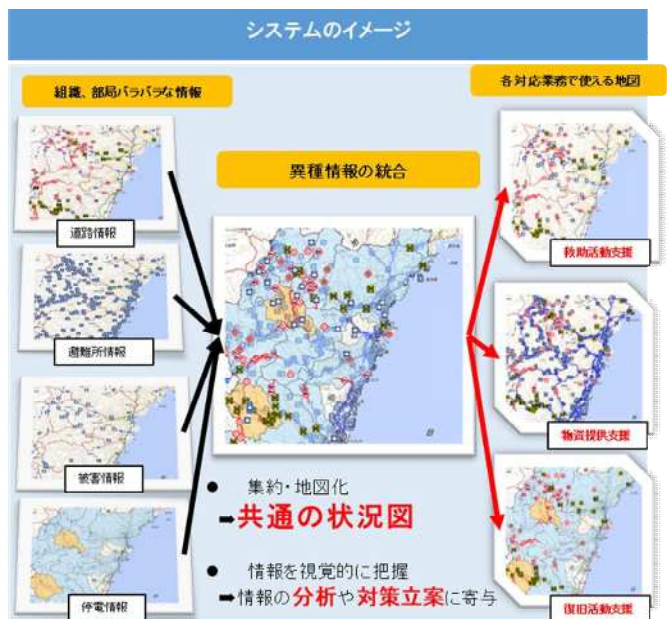 システムのイメージ
組織、部局バラバラな情報
道路情報
避難所情報
被害情報
停電情報
異種情報の統合
● 集約・地図化
➡共通の状況図
● 情報を視覚的に把握
➡情報の分析や対策立案に寄与
各対応業務で使える地図
救助活動支援
物資提供支援
復旧活動支援